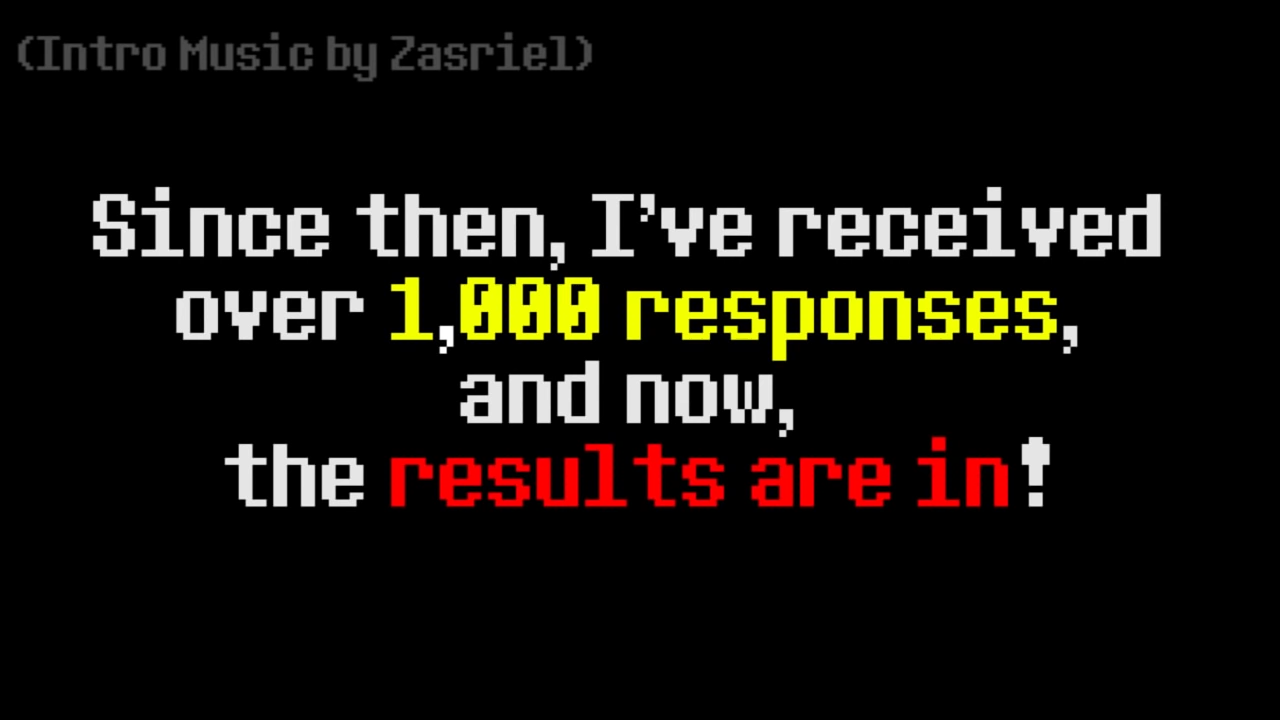 (Intro Music by Zasriel)
Since then, I've received
over 1,000 responses,
and now,
the results are in!